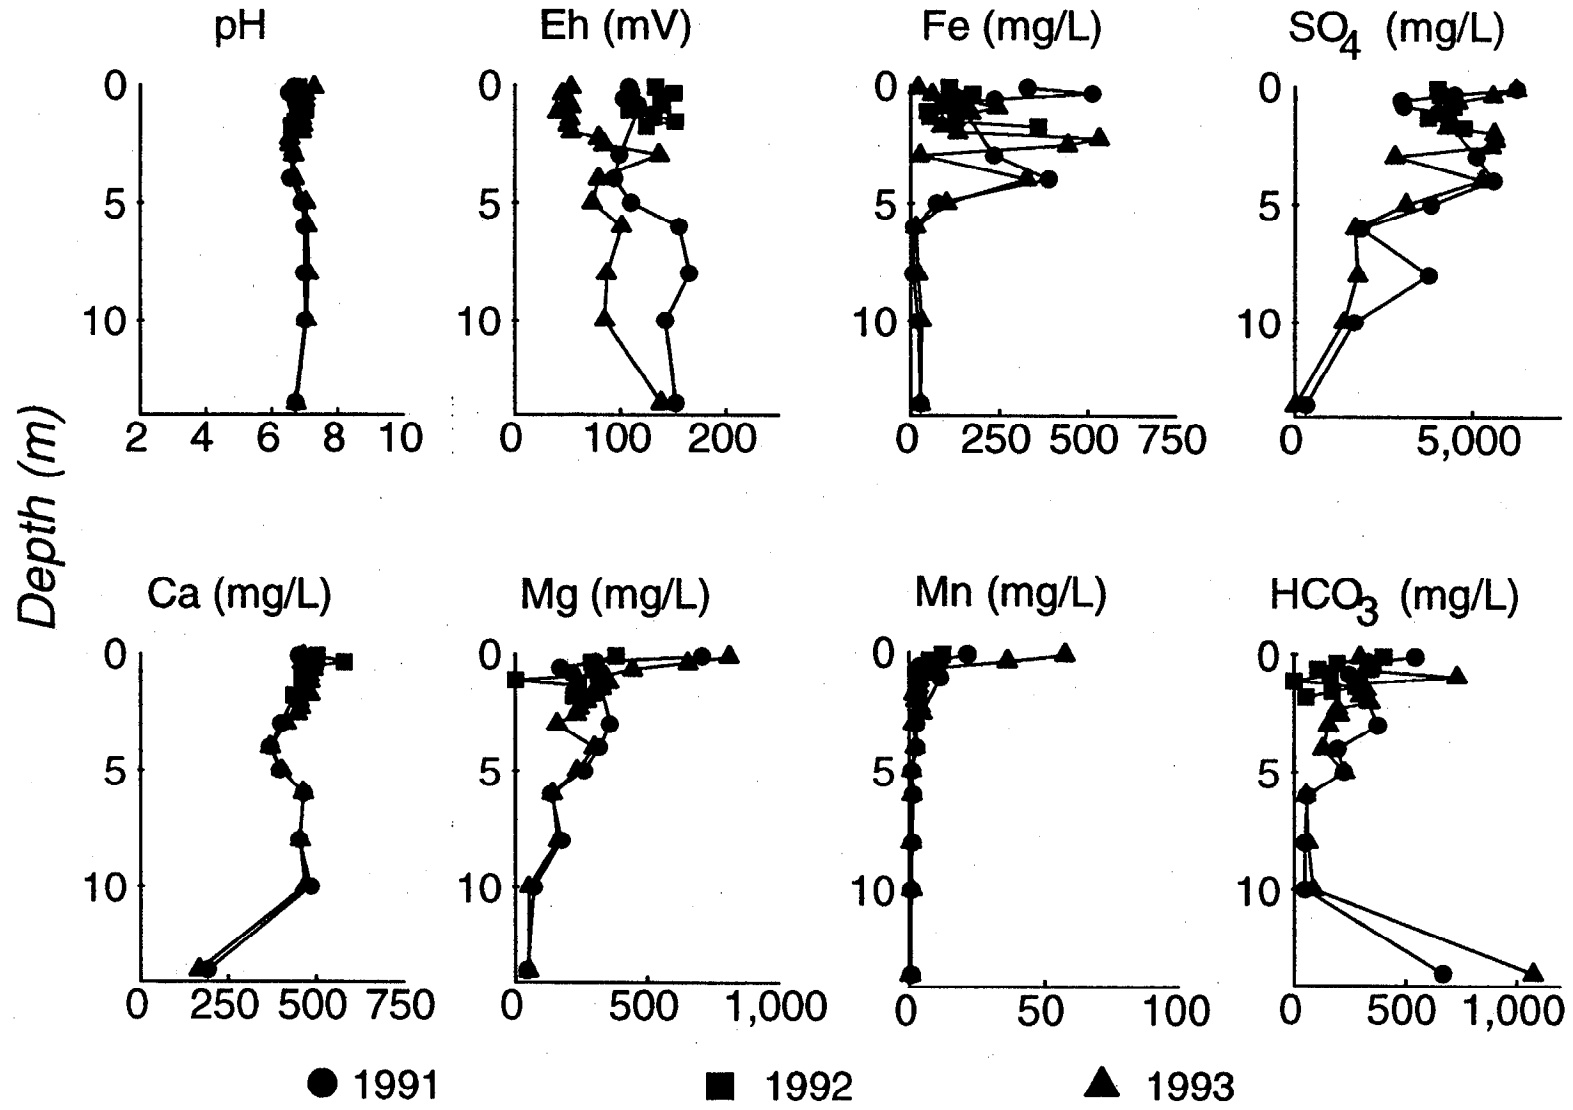 pH Eh (mV) Fe (mg/L) SO4 (mg/L)
0 0 0 0
5 5 5 5
10 10 10 10
2 4 6 8 10 0 100 200 0 250 500 750 0 5,000
Depth (m)
Ca (mg/L) Mg (mg/L) Mn (mg/L) HCO3 (mg/L)
0 0 0 0
5 5 5 5
10 10 10 10
0 250 500 750 0 500 1,000 0 50 100 0 500 1,000
1991 1992 1993